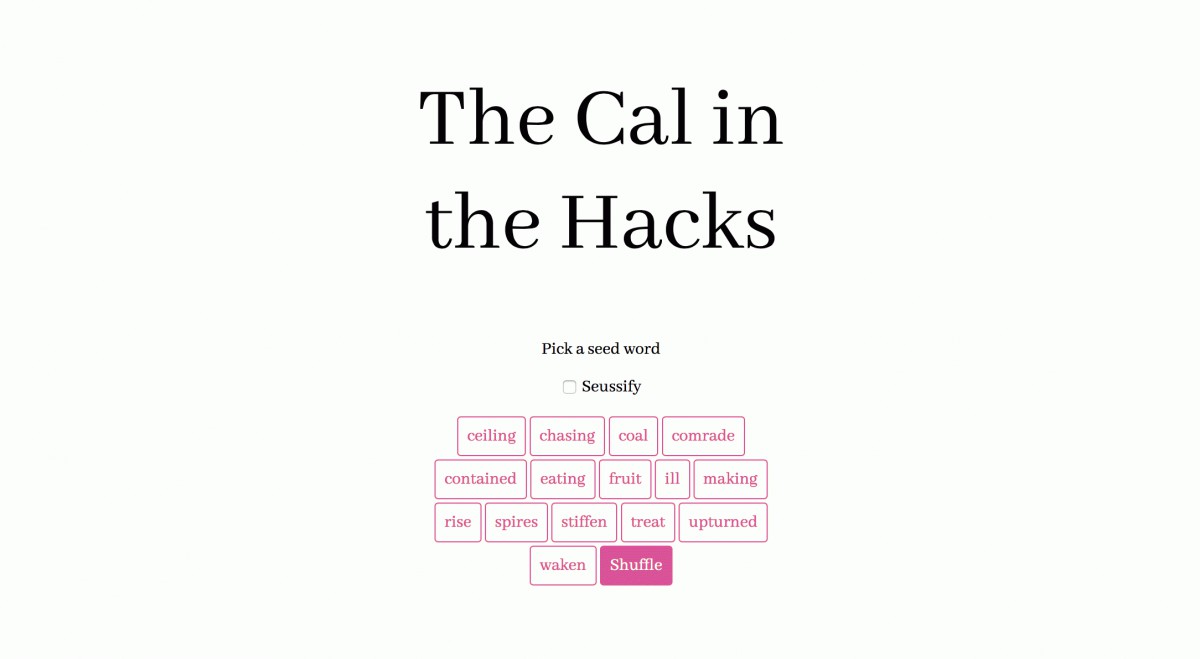 The Cal in
the Hacks
Pick a seed word
Seussify
ceiling chasing coal comrade
contained eating fruit ill making
rise spires stiffen treat upturned
waken Shuffle